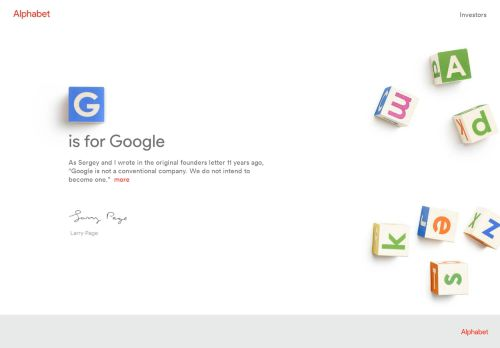 Alphabet
Investors
G
is for Google
As Sergey and I wrote in the original founders letter 11 years ago,
"Google is not a conventional company. We do not intend to
become one." more
Larry Page
Larry Page
A
m
p
k
e
z
s
Alphabet